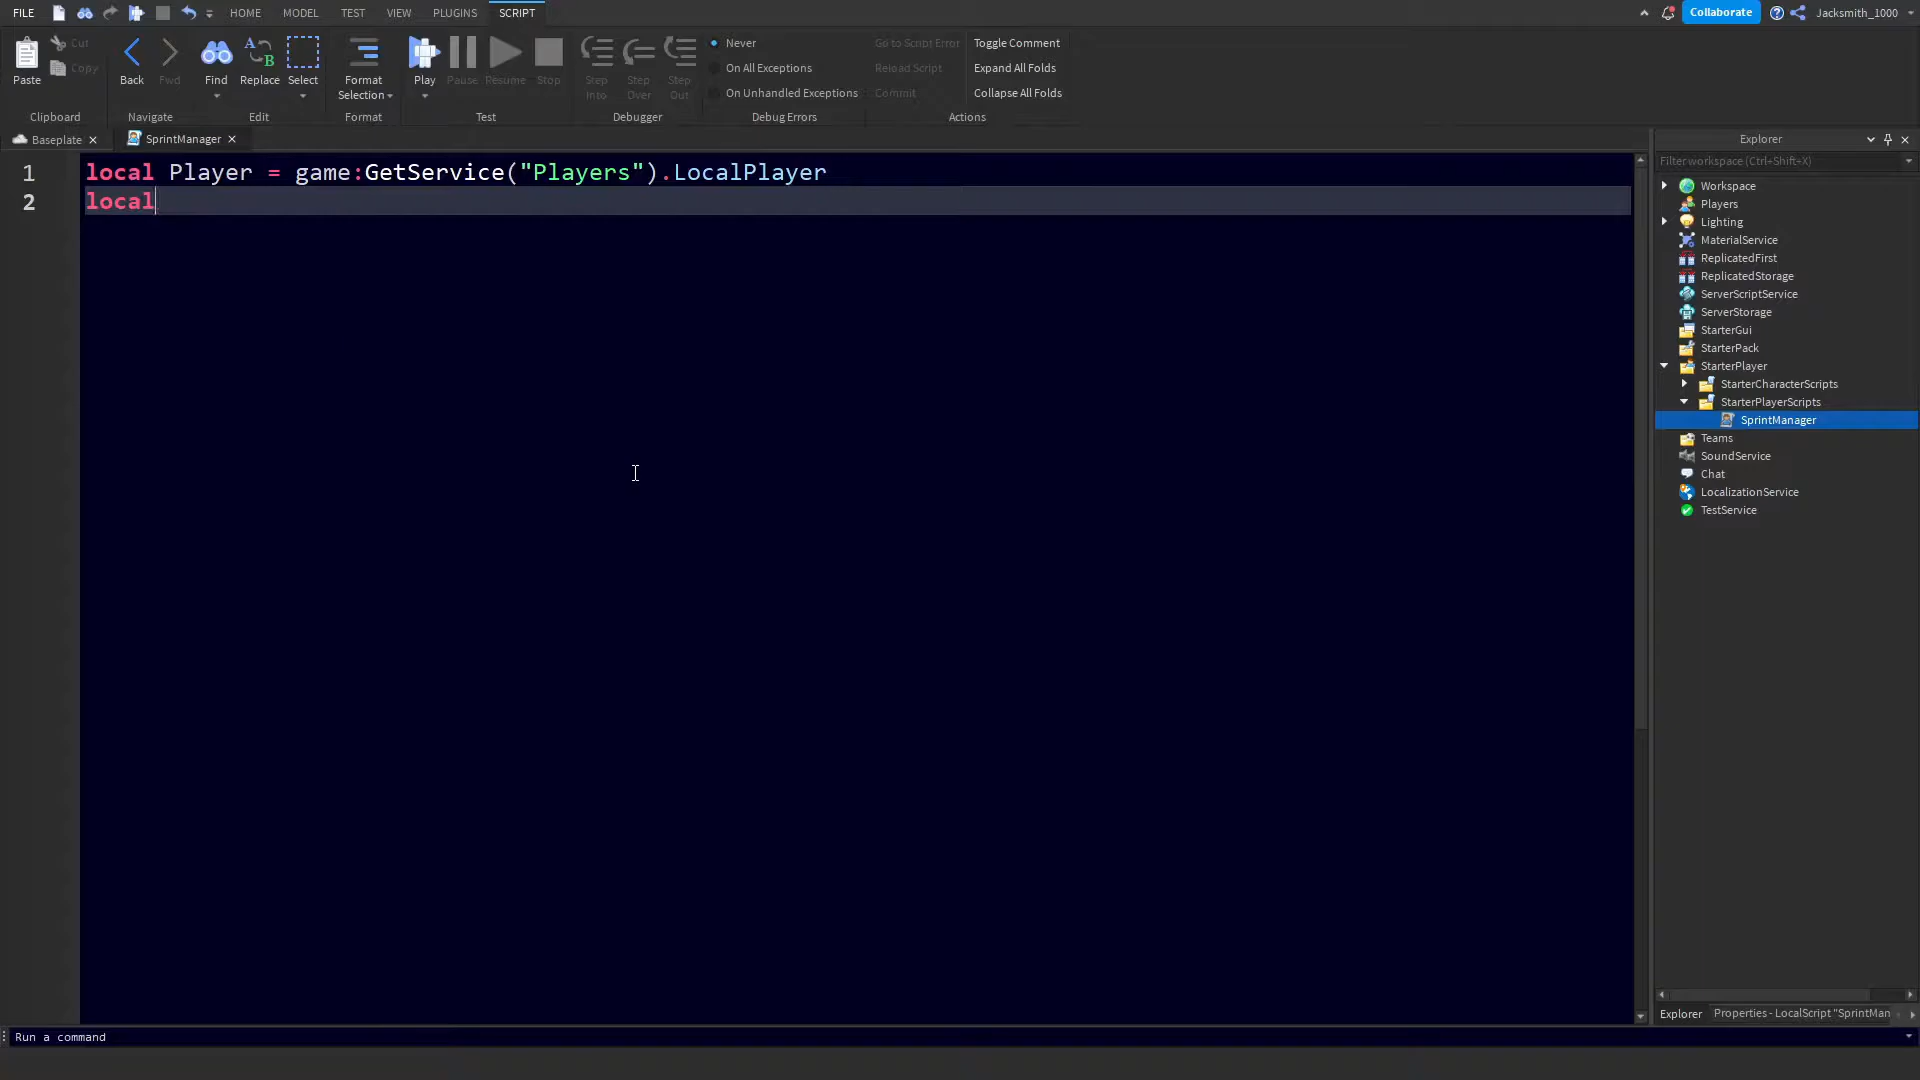 FILE
HOME
MODEL
TEST
VIEW
PLUGINS
SCRIPT
Collaborate
Jacksmith_1000
Paste
Cut
Copy
Clipboard
Back
Fwd
Navigate
Find
Replace
Select
Edit
Format
Selection
Format
Play
Pause
Resume
Stop
Test
Step
Into
Step
Over
Step
Out
Debugger
Never
On All Exceptions
On Unhandled Exceptions
Debug Errors
Go to Script Error
Reload Script
Commit
Toggle Comment
Expand All Folds
Collapse All Folds
Actions
Baseplate
SprintManager
1 local Player = game:GetService("Players").LocalPlayer
2 local
Explorer
Filter workspace (Ctrl+Shift+X)
Workspace
Players
Lighting
MaterialService
ReplicatedFirst
ReplicatedStorage
ServerScriptService
ServerStorage
StarterGui
StarterPack
StarterPlayer
StarterCharacterScripts
StarterPlayerScripts
SprintManager
Teams
SoundService
Chat
LocalizationService
TestService
Explorer
Properties - LocalScript "SprintMan
Run a command